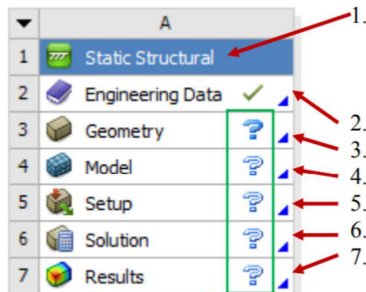 A
1.
1 Static Structural
2 Engineering Data
2.
3 Geometry ?
3.
4 Model ?
4.
5 Setup ?
5.
6 Solution ?
6.
7 Results ?
7.